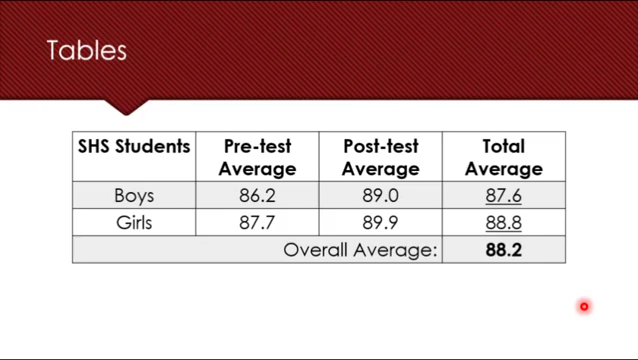 Tables
SHS Students Pre-test Average Post-test Average Total Average
Boys 86.2 89.0 87.6
Girls 87.7 89.9 88.8
Overall Average: 88.2